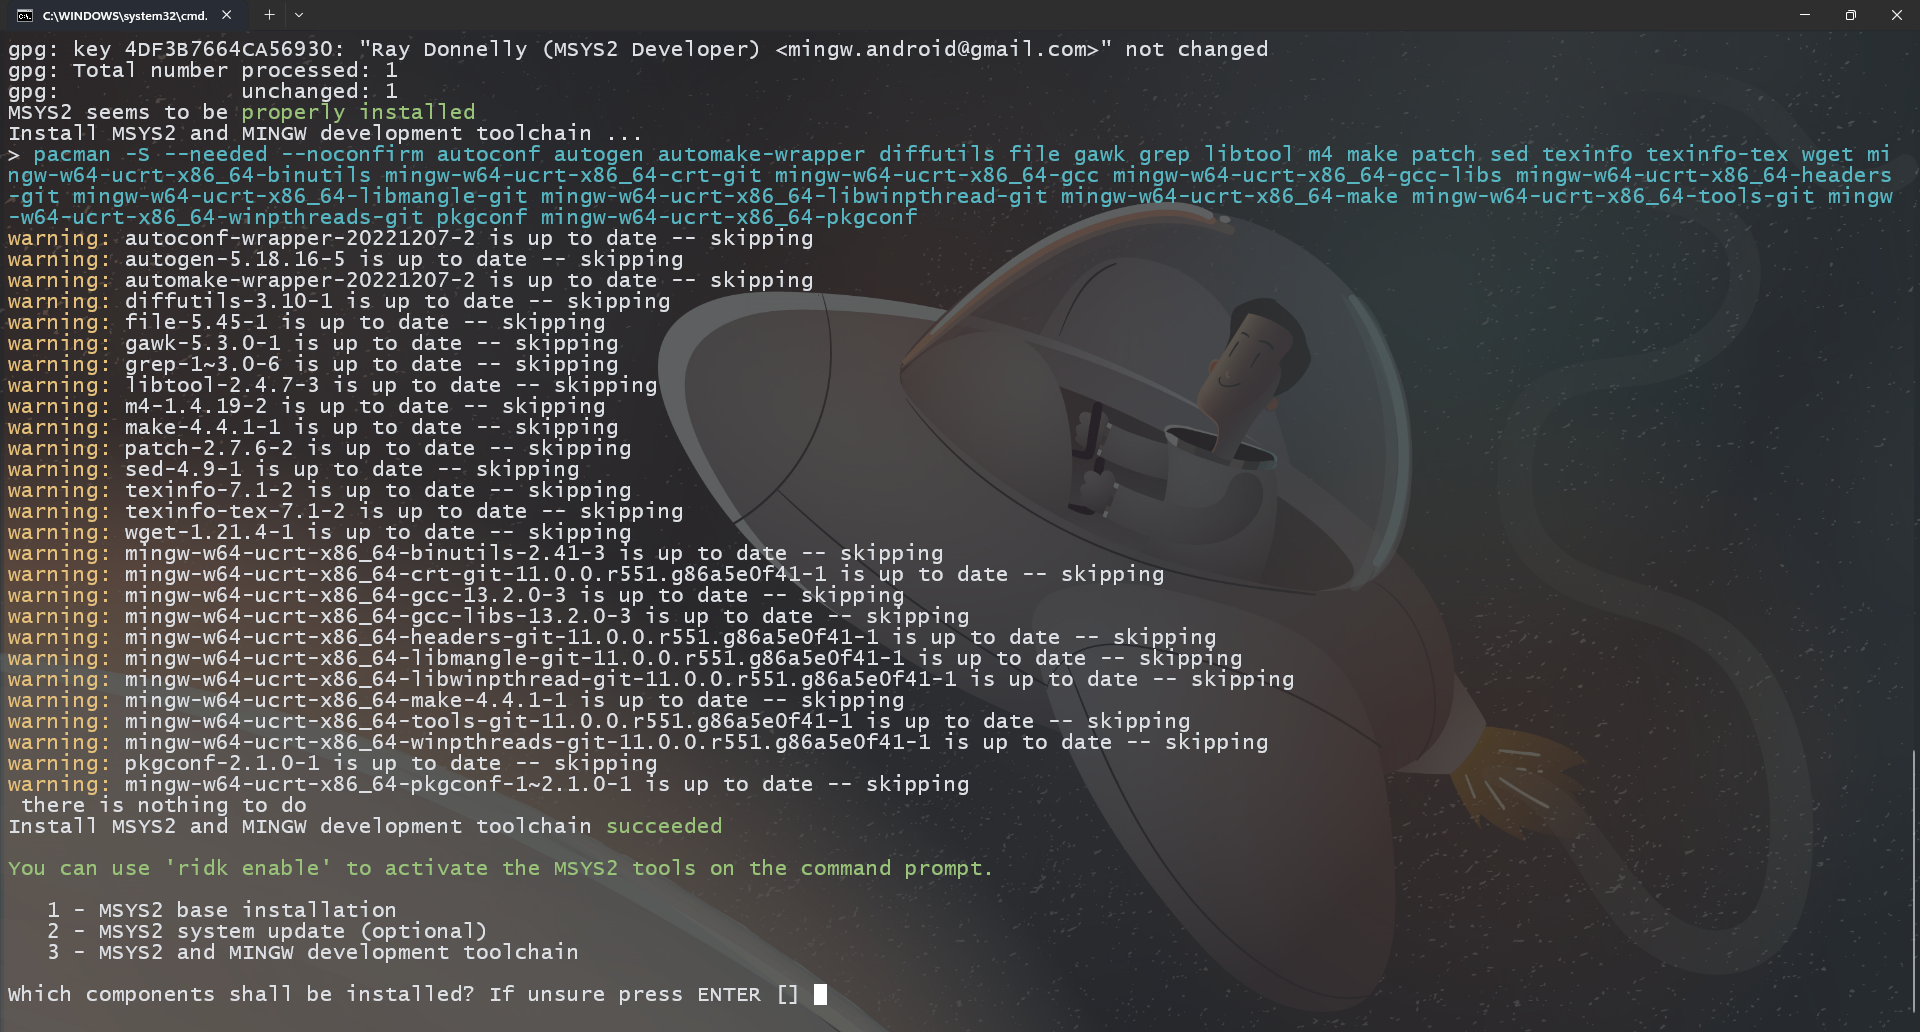 C:\WINDOWS\system32\cmd.
gpg: key 4DF3B7664CA56930: "Ray Donnelly (MSYS2 Developer) <mingw.android@gmail.com>" not changed
gpg: Total number processed: 1
gpg:              unchanged: 1
MSYS2 seems to be properly installed
Install MSYS2 and MINGW development toolchain ...
> pacman -S --needed --noconfirm autoconf autogen automake-wrapper diffutils file gawk grep libtool m4 make patch sed texinfo texinfo-tex wget mi
ngw-w64-ucrt-x86_64-binutils mingw-w64-ucrt-x86_64-crt-git mingw-w64-ucrt-x86_64-gcc mingw-w64-ucrt-x86_64-gcc-libs mingw-w64-ucrt-x86_64-headers
-git mingw-w64-ucrt-x86_64-libmangle-git mingw-w64-ucrt-x86_64-libwinpthread-git mingw-w64-ucrt-x86_64-make mingw-w64-ucrt-x86_64-tools-git mingw
-w64-ucrt-x86_64-winpthreads-git pkgconf mingw-w64-ucrt-x86_64-pkgconf
warning: autoconf-wrapper-20221207-2 is up to date -- skipping
warning: autogen-5.18.16-5 is up to date -- skipping
warning: automake-wrapper-20221207-2 is up to date -- skipping
warning: diffutils-3.10-1 is up to date -- skipping
warning: file-5.45-1 is up to date -- skipping
warning: gawk-5.3.0-1 is up to date -- skipping
warning: grep-1~3.0-6 is up to date -- skipping
warning: libtool-2.4.7-3 is up to date -- skipping
warning: m4-1.4.19-2 is up to date -- skipping
warning: make-4.4.1-1 is up to date -- skipping
warning: patch-2.7.6-2 is up to date -- skipping
warning: sed-4.9-1 is up to date -- skipping
warning: texinfo-7.1-2 is up to date -- skipping
warning: texinfo-tex-7.1-2 is up to date -- skipping
warning: wget-1.21.4-1 is up to date -- skipping
warning: mingw-w64-ucrt-x86_64-binutils-2.41-3 is up to date -- skipping
warning: mingw-w64-ucrt-x86_64-crt-git-11.0.0.r551.g86a5e0f41-1 is up to date -- skipping
warning: mingw-w64-ucrt-x86_64-gcc-13.2.0-3 is up to date -- skipping
warning: mingw-w64-ucrt-x86_64-gcc-libs-13.2.0-3 is up to date -- skipping
warning: mingw-w64-ucrt-x86_64-headers-git-11.0.0.r551.g86a5e0f41-1 is up to date -- skipping
warning: mingw-w64-ucrt-x86_64-libmangle-git-11.0.0.r551.g86a5e0f41-1 is up to date -- skipping
warning: mingw-w64-ucrt-x86_64-libwinpthread-git-11.0.0.r551.g86a5e0f41-1 is up to date -- skipping
warning: mingw-w64-ucrt-x86_64-make-4.4.1-1 is up to date -- skipping
warning: mingw-w64-ucrt-x86_64-tools-git-11.0.0.r551.g86a5e0f41-1 is up to date -- skipping
warning: mingw-w64-ucrt-x86_64-winpthreads-git-11.0.0.r551.g86a5e0f41-1 is up to date -- skipping
warning: pkgconf-2.1.0-1 is up to date -- skipping
warning: mingw-w64-ucrt-x86_64-pkgconf-1~2.1.0-1 is up to date -- skipping
 there is nothing to do
Install MSYS2 and MINGW development toolchain succeeded
You can use 'ridk enable' to activate the MSYS2 tools on the command prompt.
   1 - MSYS2 base installation
   2 - MSYS2 system update (optional)
   3 - MSYS2 and MINGW development toolchain
Which components shall be installed? If unsure press ENTER []